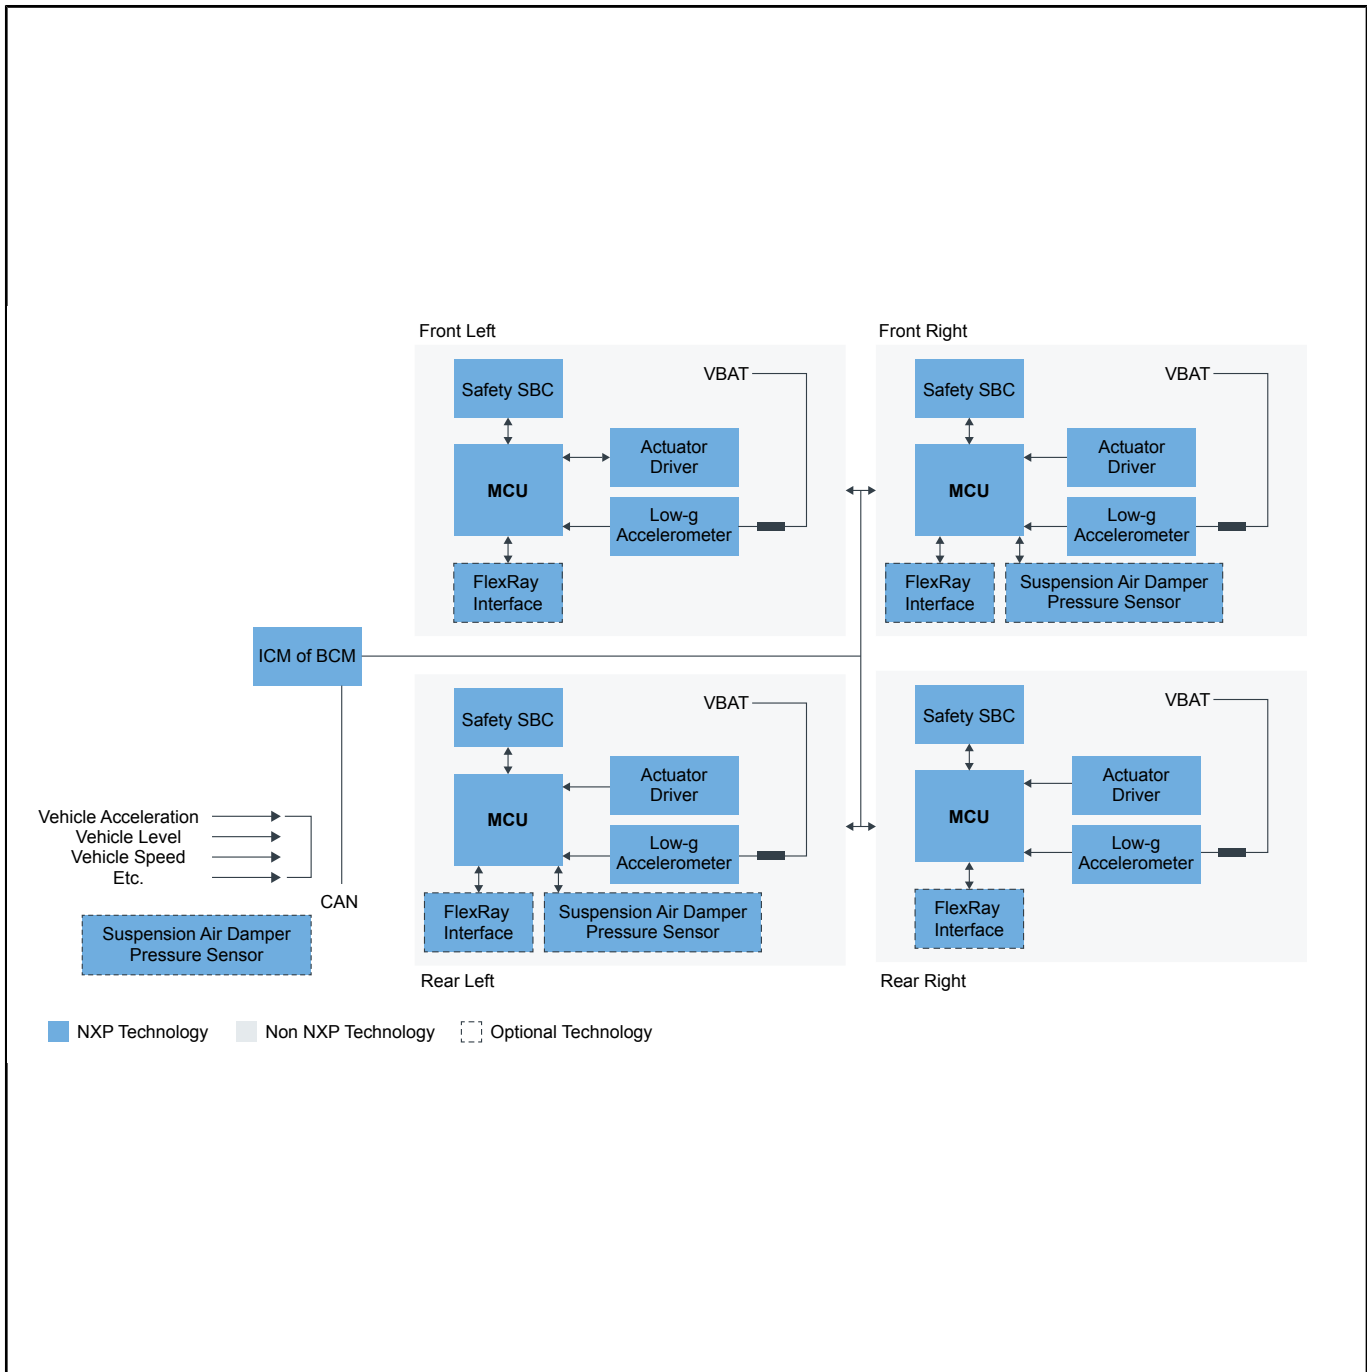 Front Left
Safety SBC
VBAT
Actuator
Driver
MCU
Low-g
Accelerometer
FlexRay
Interface
Front Right
Safety SBC
VBAT
Actuator
Driver
MCU
Low-g
Accelerometer
FlexRay
Interface
Suspension Air Damper
Pressure Sensor
ICM of BCM
Safety SBC
VBAT
Actuator
Driver
MCU
Low-g
Accelerometer
FlexRay
Interface
Suspension Air Damper
Pressure Sensor
Rear Left
Safety SBC
VBAT
Actuator
Driver
MCU
Low-g
Accelerometer
FlexRay
Interface
Rear Right
Vehicle Acceleration
Vehicle Level
Vehicle Speed
Etc.
CAN
Suspension Air Damper
Pressure Sensor
NXP Technology
Non NXP Technology
Optional Technology